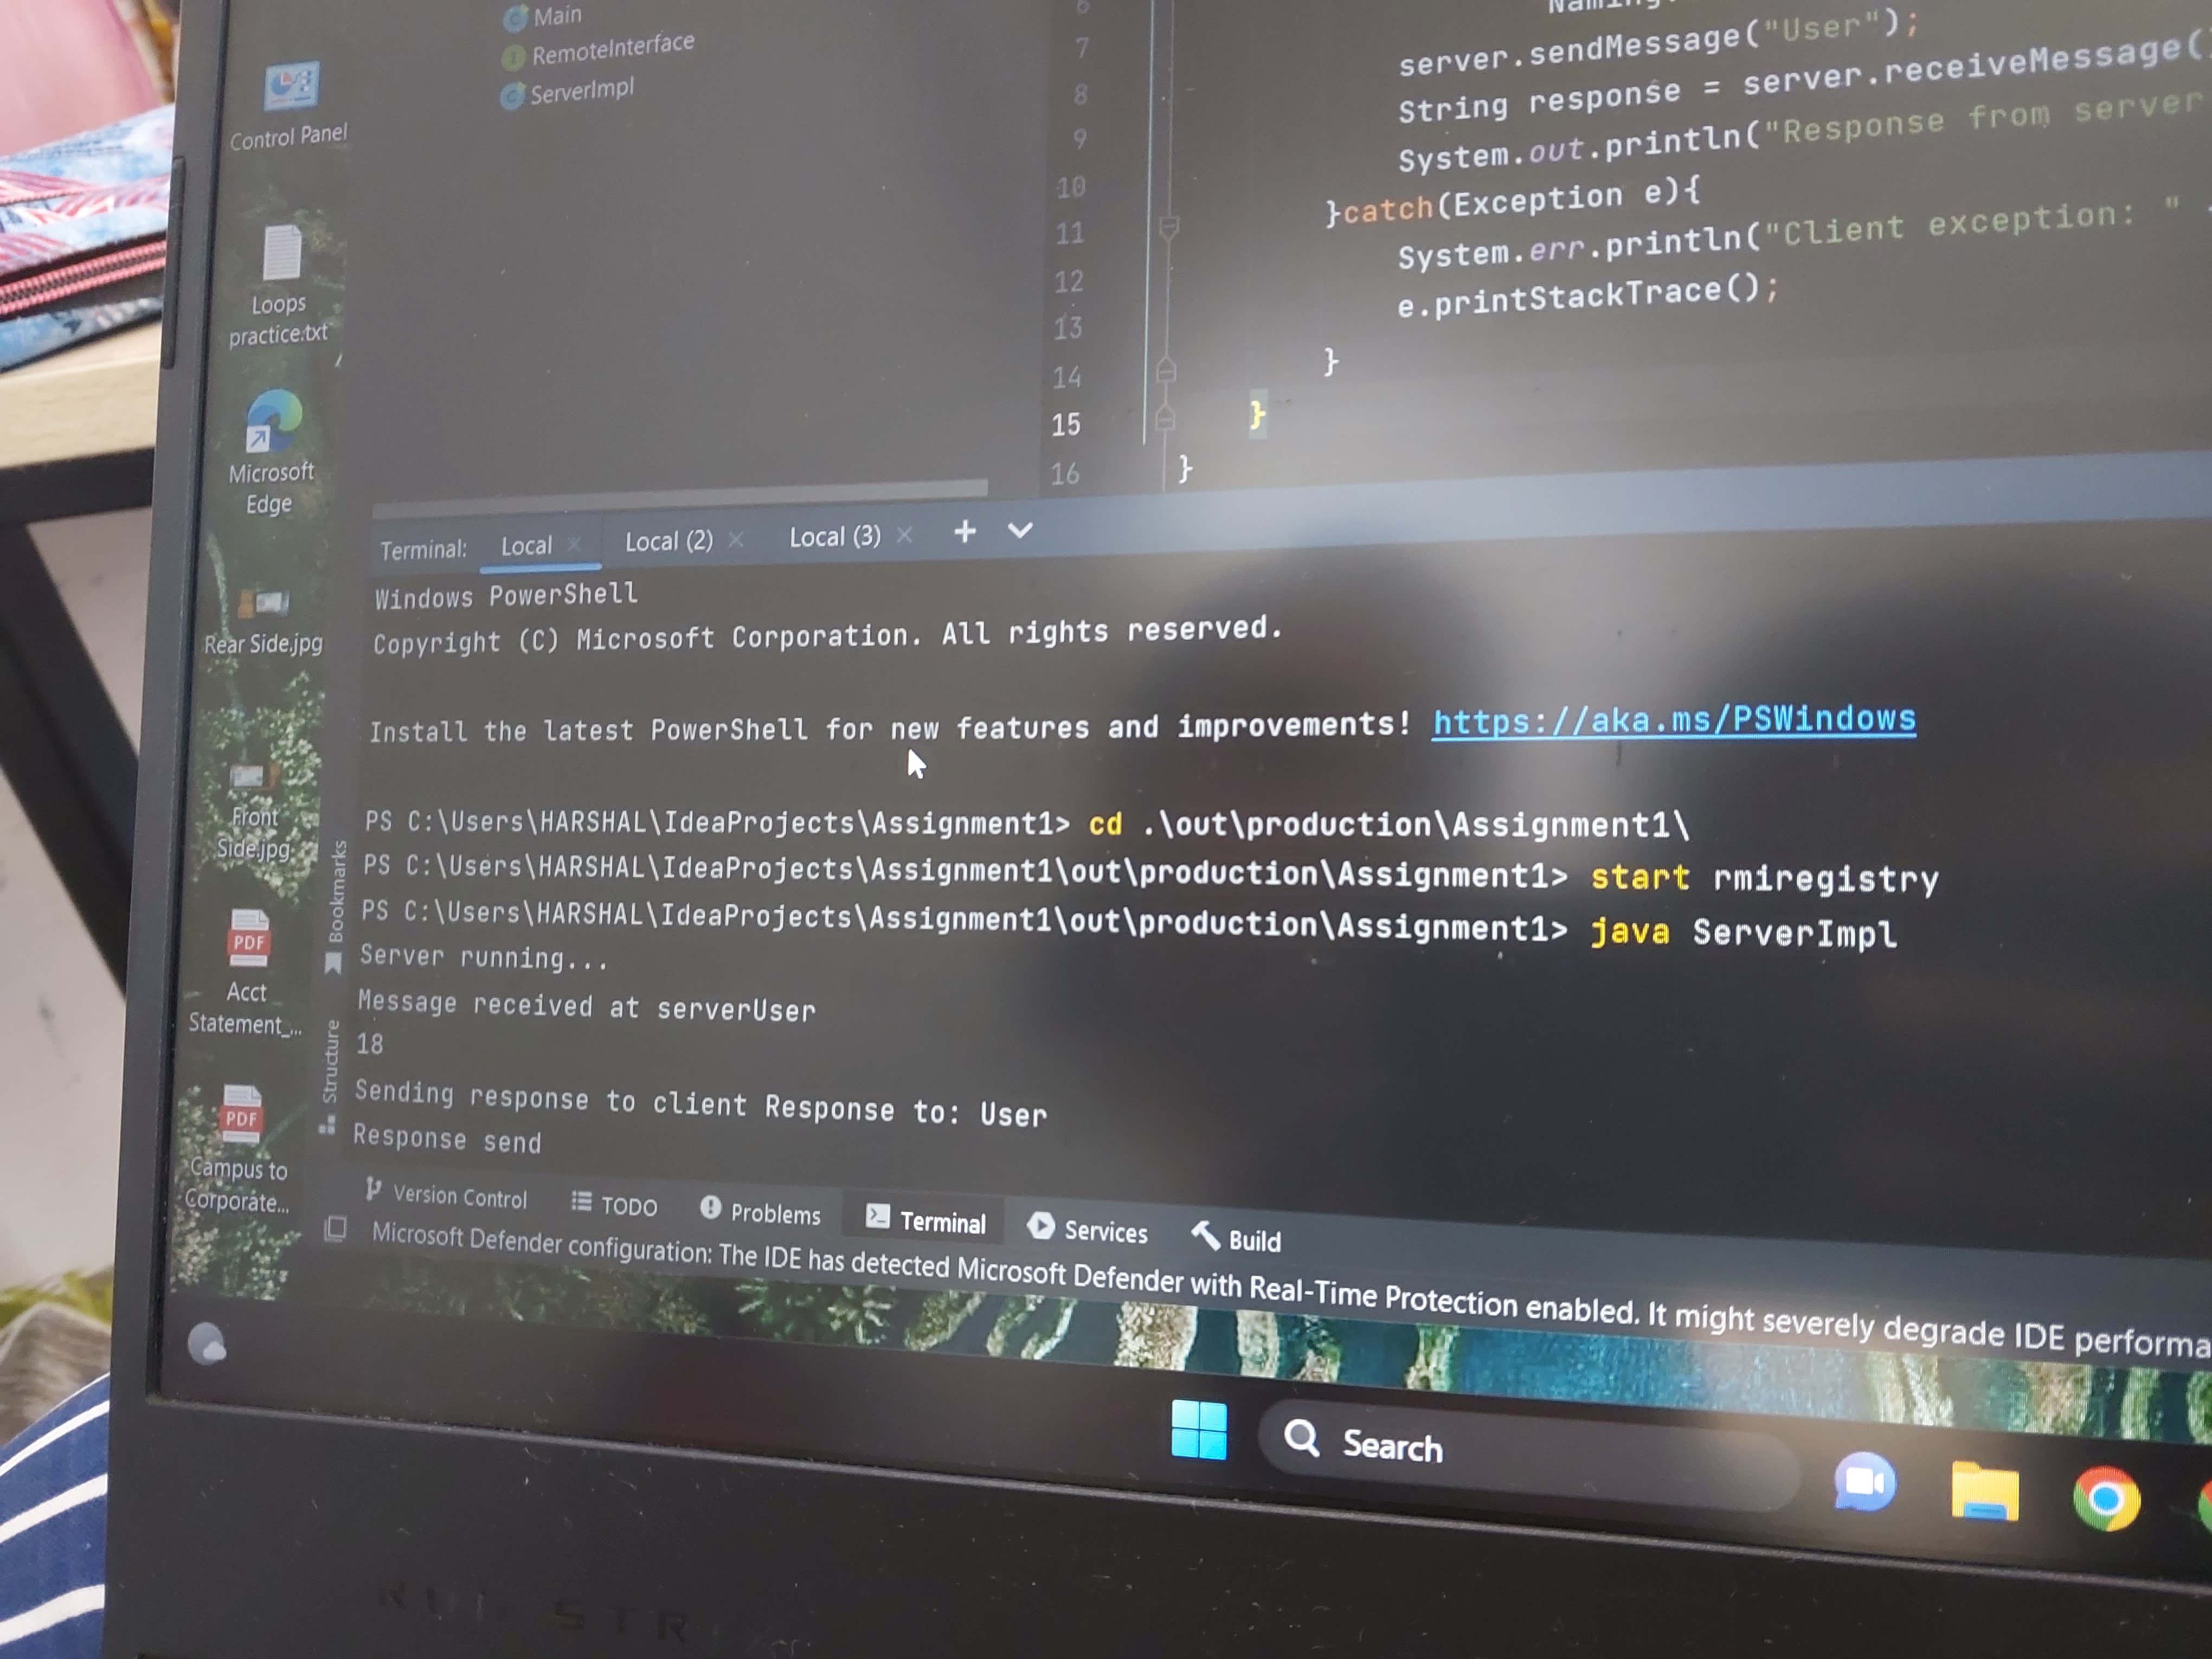 Main
RemoteInterface
ServerImpl
Control Panel
Loops
practice.txt
Microsoft
Edge
Rear Side.jpg
Front
Side.jpg
Acct
Statement_...
Campus to
Corporate...
6
7 server.sendMessage("User");
8 String response = server.receiveMessage(
9 System.out.println("Response from server
10 }catch(Exception e){
11 System.err.println("Client exception: "
12 e.printStackTrace();
13 }
14 }
15 }
16
Terminal: Local Local (2) Local (3)
Windows PowerShell
Copyright (C) Microsoft Corporation. All rights reserved.
Install the latest PowerShell for new features and improvements! https://aka.ms/PSWindows
PS C:\Users\HARSHAL\IdeaProjects\Assignment1> cd .\out\production\Assignment1\
PS C:\Users\HARSHAL\IdeaProjects\Assignment1\out\production\Assignment1> start rmiregistry
PS C:\Users\HARSHAL\IdeaProjects\Assignment1\out\production\Assignment1> java ServerImpl
Server running...
Message received at serverUser
18
Sending response to client Response to: User
Response send
Bookmarks
Structure
Version Control TODO Problems Terminal Services Build
Microsoft Defender configuration: The IDE has detected Microsoft Defender with Real-Time Protection enabled. It might severely degrade IDE performa
Search